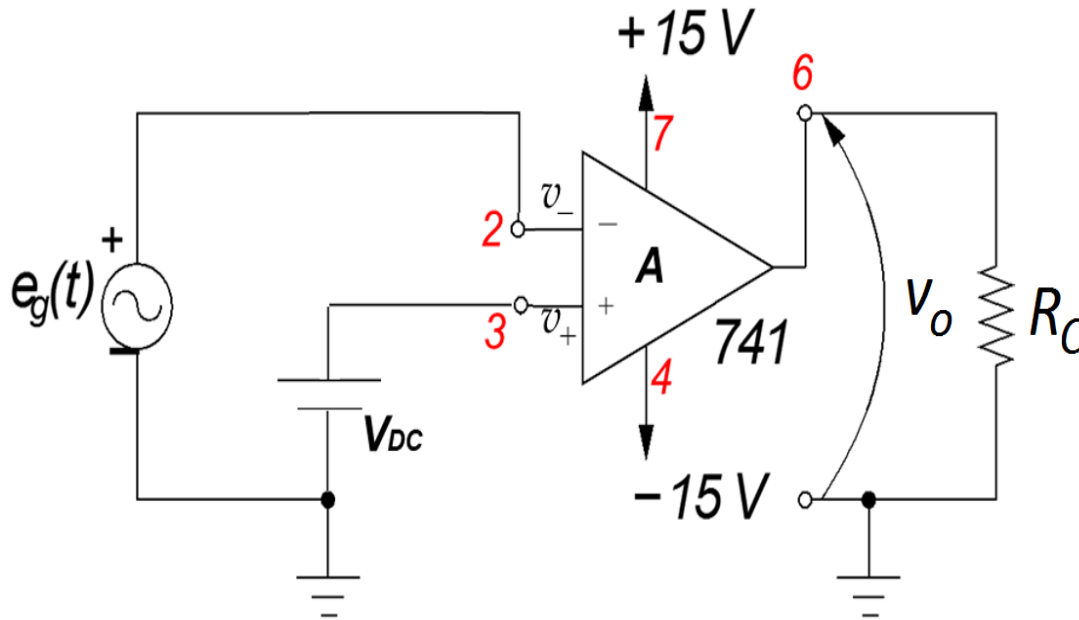 + 15 V
6
7
v_
2
−
+
e_g(t)
A
v_o
R_C
+
3
v_+
741
4
V_DC
− 15 V